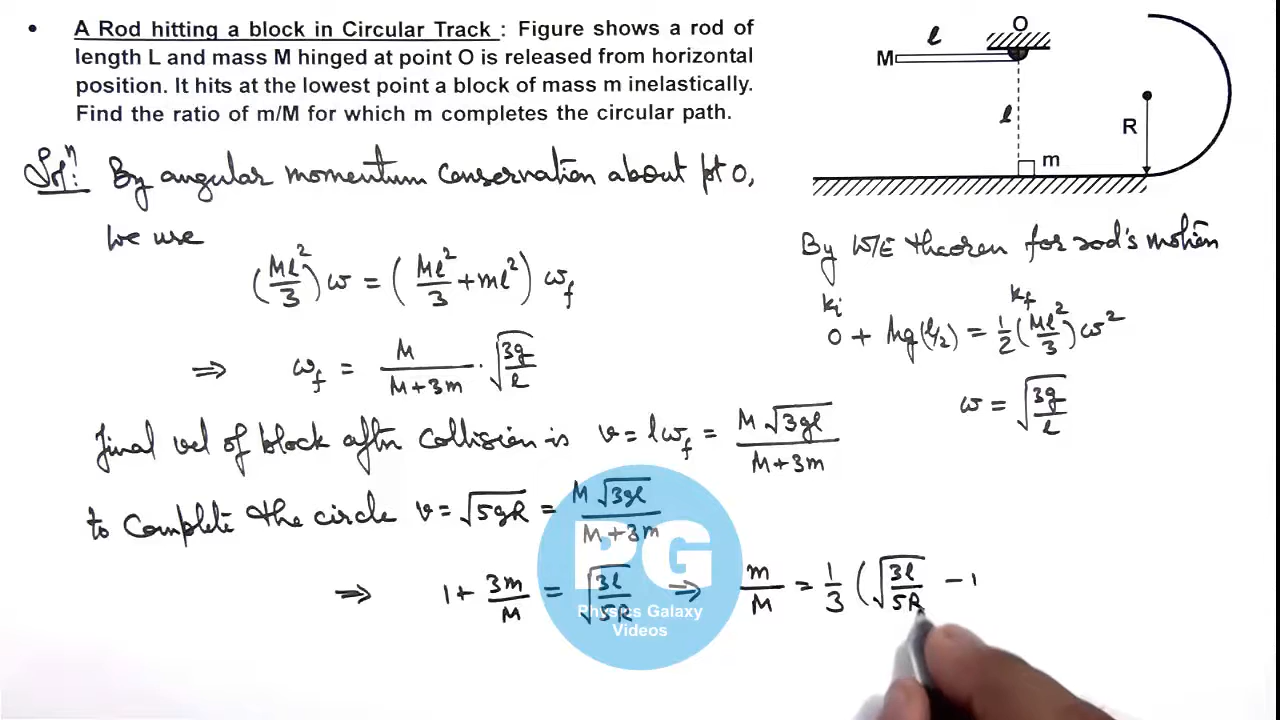 • A Rod hitting a block in Circular Track : Figure shows a rod of
length L and mass M hinged at point O is released from horizontal
position. It hits at the lowest point a block of mass m inelastically.
Find the ratio of m/M for which m completes the circular path.
O
l
M
l
R
m
Solⁿ: By angular momentum conservation about pt O,
we use
(Ml²/3) ω = (Ml²/3 + ml²) ω_f
⇒ ω_f = M/(M+3m) · √(3g/l)
final vel of block after collision is v = lω_f = M√(3gl)/(M+3m)
to complete the circle v = √(5gR) = M√(3gl)/(M+3m)
⇒ 1 + 3m/M = √(3l/5R) ⇒ m/M = 1/3 (√(3l/5R) - 1
By W/E theorem for rod's motion
k_i k_f
0 + Mg(l/2) = 1/2 (Ml²/3) ω²
ω = √(3g/l)
PG
Physics Galaxy
Videos